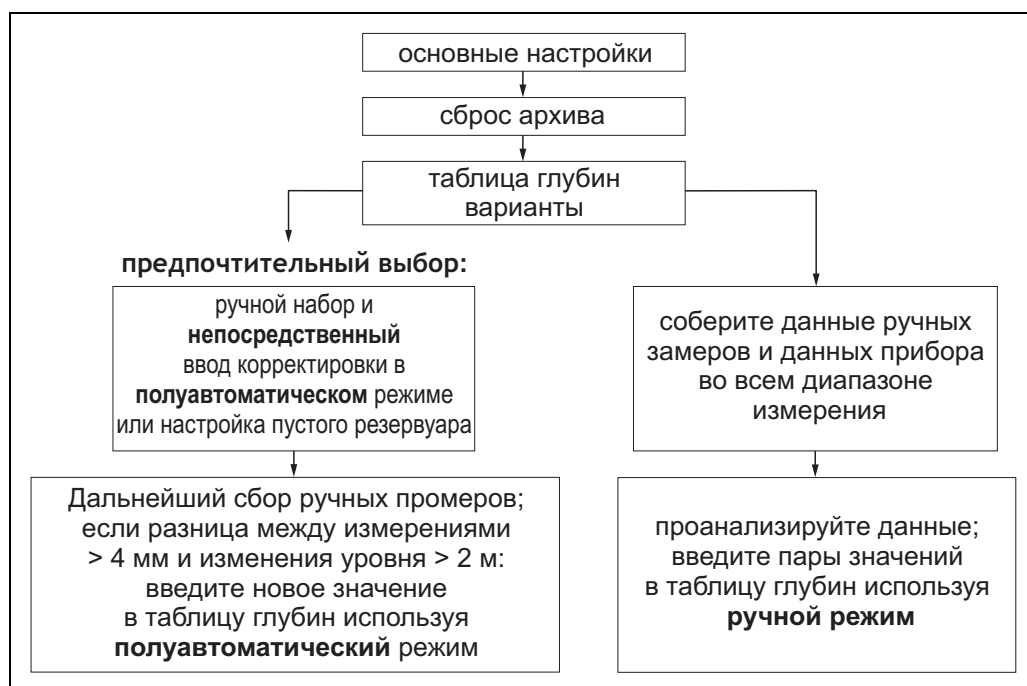 основные настройки
сброс архива
таблица глубин
варианты
предпочтительный выбор:
ручной набор и
непосредственный
ввод корректировки в
полуавтоматическом режиме
или настройка пустого резервуара
Дальнейший сбор ручных промеров;
если разница между измерениями
> 4 мм и изменения уровня > 2 м:
введите новое значение
в таблицу глубин используя
полуавтоматический режим
соберите данные ручных
замеров и данных прибора
во всем диапазоне
измерения
проанализируйте данные;
введите пары значений
в таблицу глубин используя
ручной режим